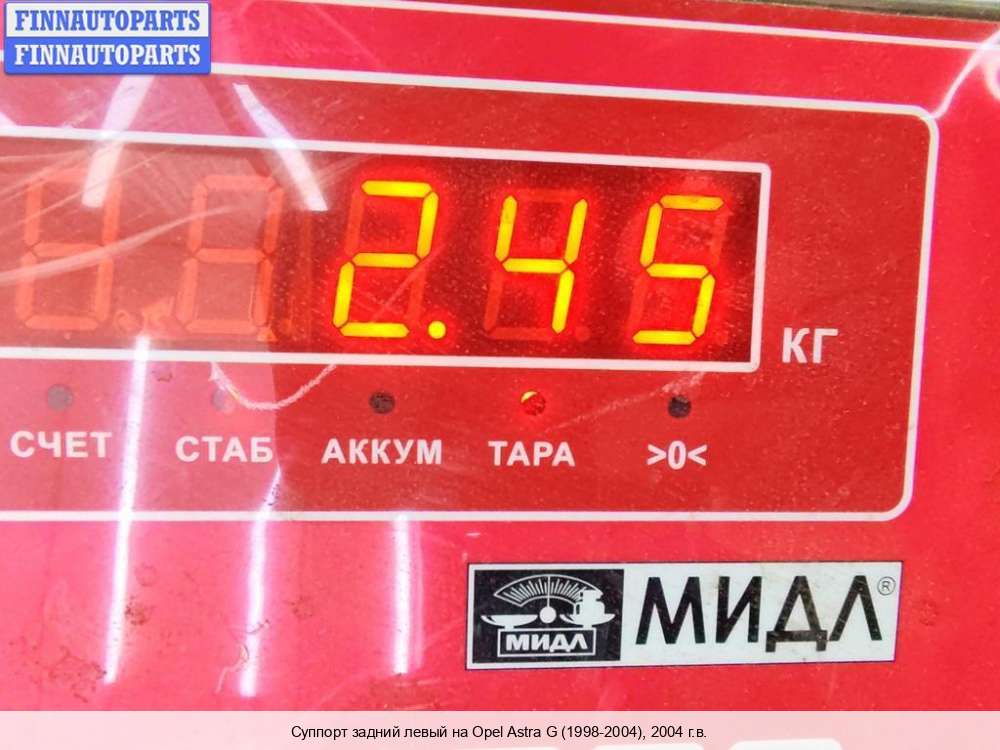 FINNAUTOPARTS
FINNAUTOPARTS
2.45
КГ
СЧЕТ СТАБ АККУМ ТАРА >0<
МИДЛ МИДЛ®
Суппорт задний левый на Opel Astra G (1998-2004), 2004 г.в.